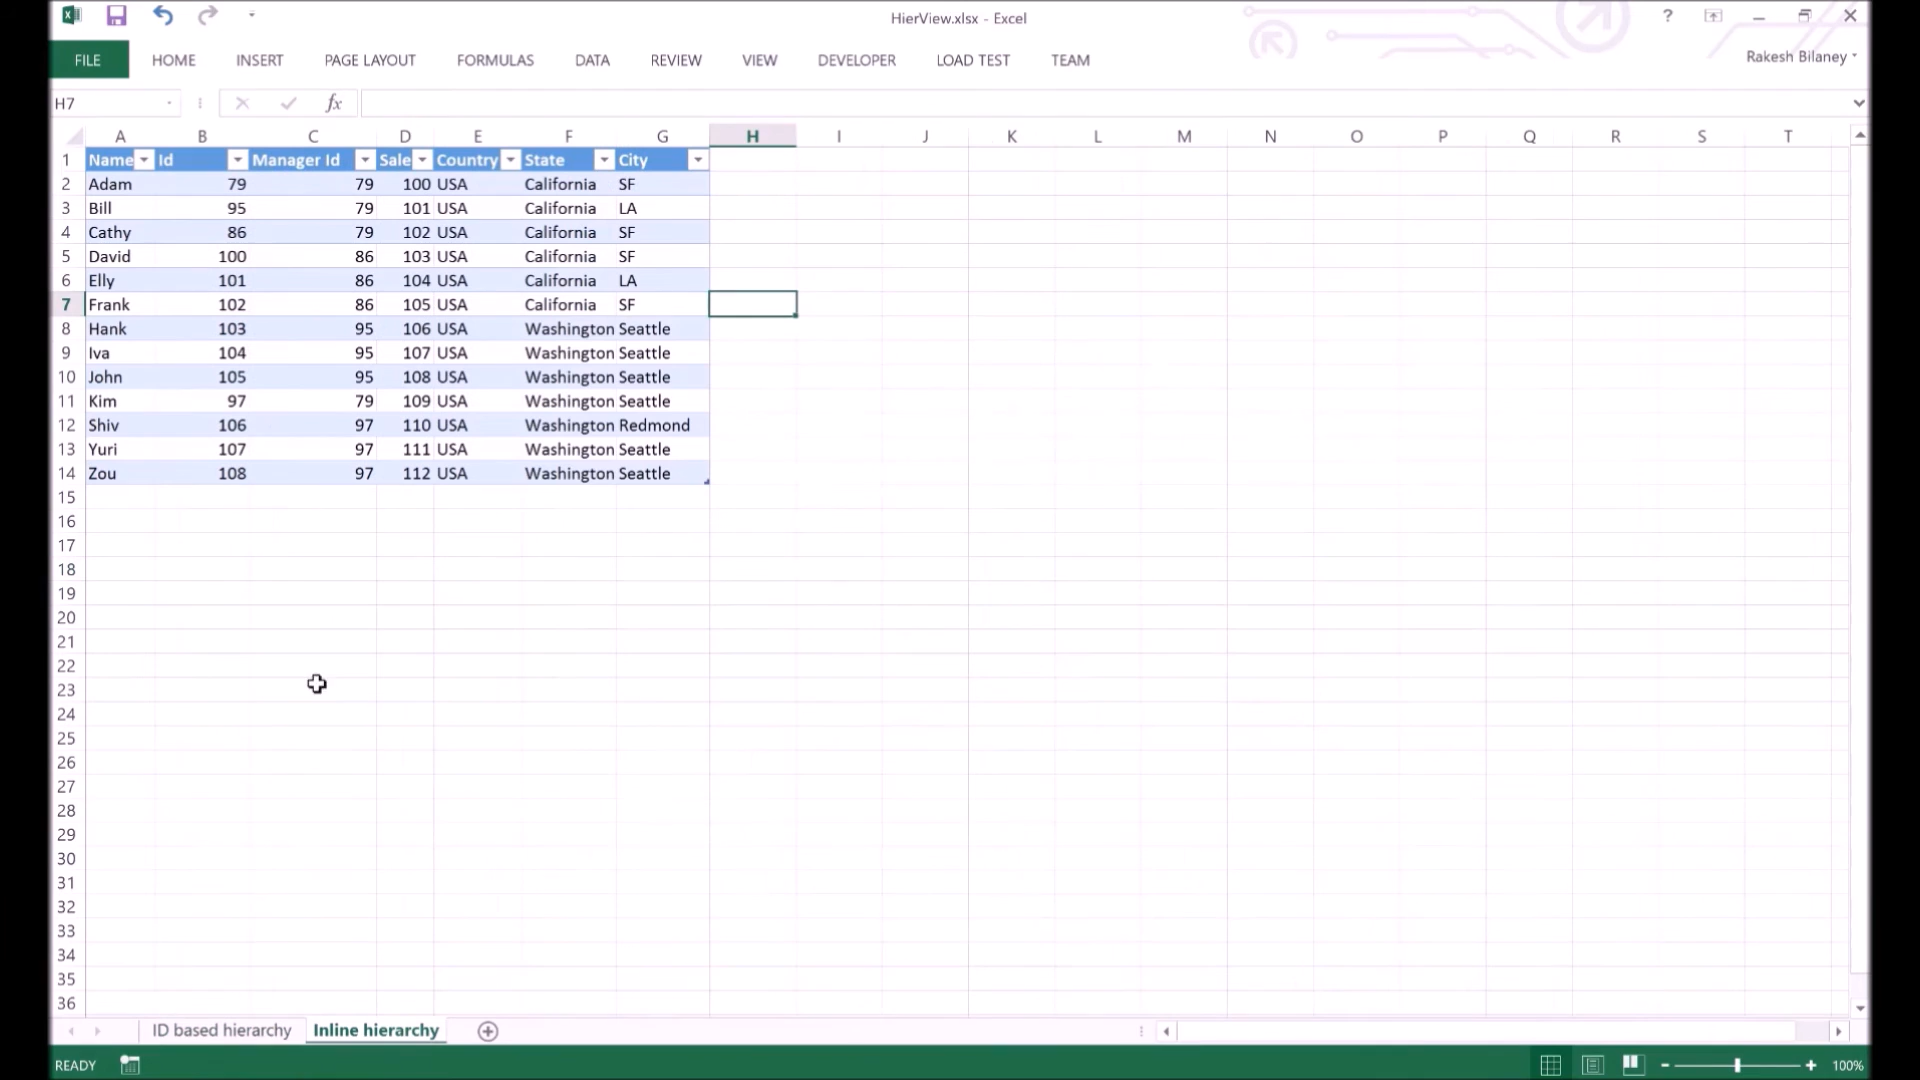 HierView.xlsx - Excel
?
FILE HOME INSERT PAGE LAYOUT FORMULAS DATA REVIEW VIEW DEVELOPER LOAD TEST TEAM Rakesh Bilaney
H7 fx
A B C D E F G H I J K L M N O P Q R S T
1 Name Id Manager Id Sale Country State City
2 Adam 79 79 100 USA California SF
3 Bill 95 79 101 USA California LA
4 Cathy 86 79 102 USA California SF
5 David 100 86 103 USA California SF
6 Elly 101 86 104 USA California LA
7 Frank 102 86 105 USA California SF
8 Hank 103 95 106 USA Washington Seattle
9 Iva 104 95 107 USA Washington Seattle
10 John 105 95 108 USA Washington Seattle
11 Kim 97 79 109 USA Washington Seattle
12 Shiv 106 97 110 USA Washington Redmond
13 Yuri 107 97 111 USA Washington Seattle
14 Zou 108 97 112 USA Washington Seattle
15
16
17
18
19
20
21
22
23
24
25
26
27
28
29
30
31
32
33
34
35
36
ID based hierarchy Inline hierarchy
READY 100%